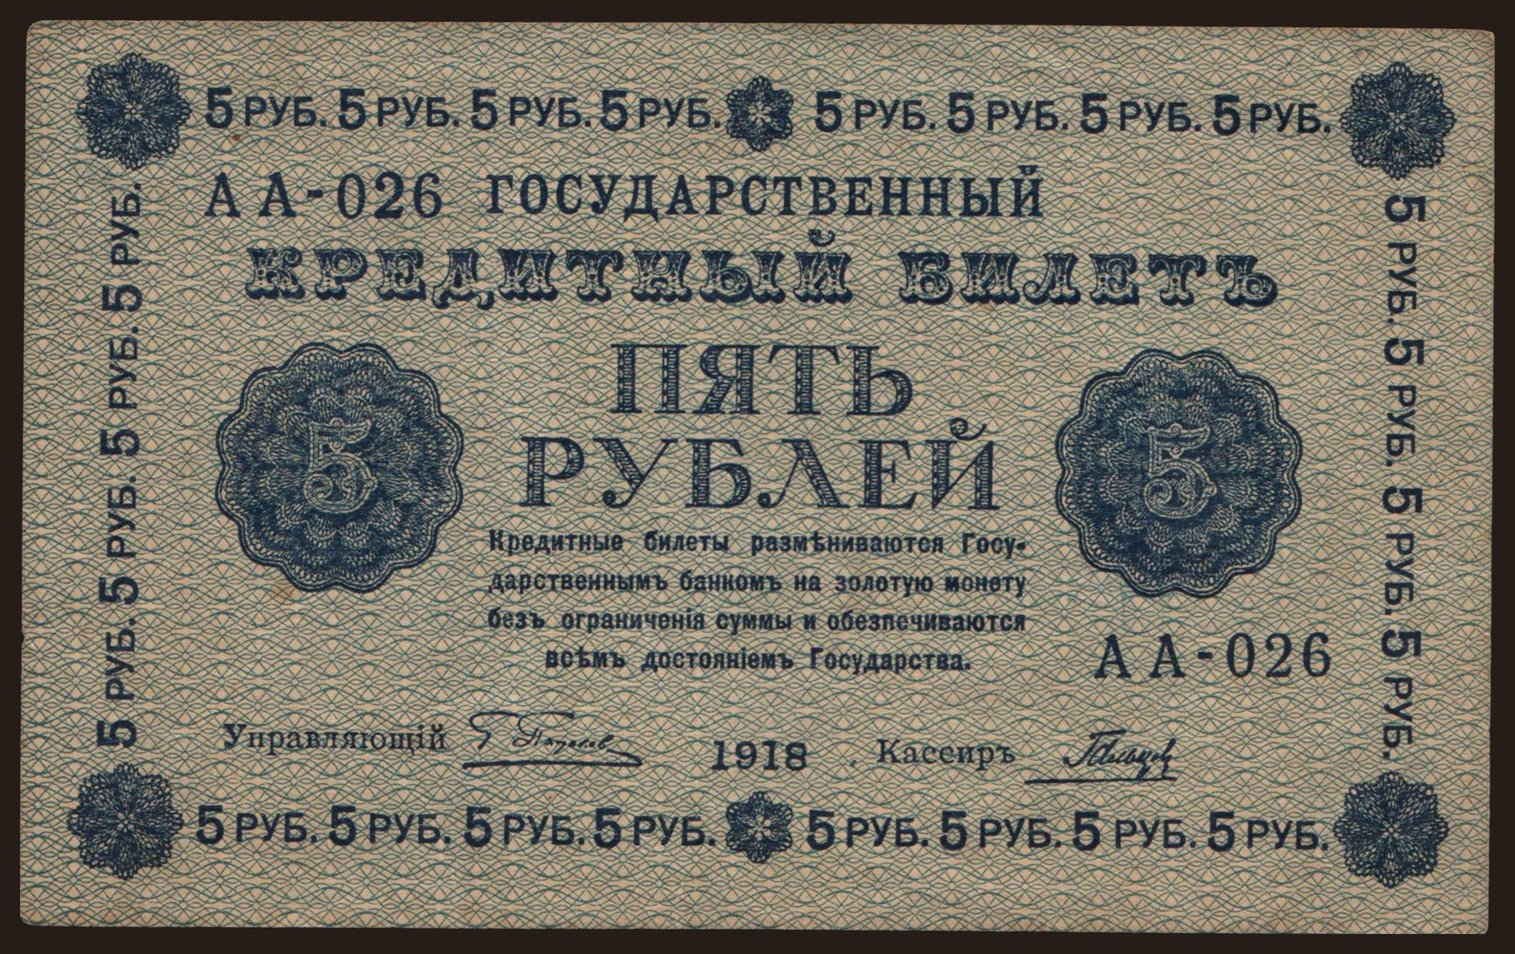 5 РУБ. 5 РУБ. 5 РУБ. 5 РУБ. 5 РУБ. 5 РУБ. 5 РУБ. 5 РУБ.
АА-026 ГОСУДАРСТВЕННЫЙ
КРЕДИТНЫЙ БИЛЕТЪ
ПЯТЬ
РУБЛЕЙ
5
5
Кредитные билеты размѣниваются Госу-
дарственнымъ банкомъ на золотую монету
безъ ограниченія суммы и обезпечиваются
всѣмъ достояніемъ Государства.
АА-026
Управляющій
1918
Кассиръ
5 РУБ. 5 РУБ. 5 РУБ. 5 РУБ.
5 РУБ. 5 РУБ. 5 РУБ. 5 РУБ.
5 РУБ. 5 РУБ. 5 РУБ. 5 РУБ. 5 РУБ. 5 РУБ. 5 РУБ. 5 РУБ.